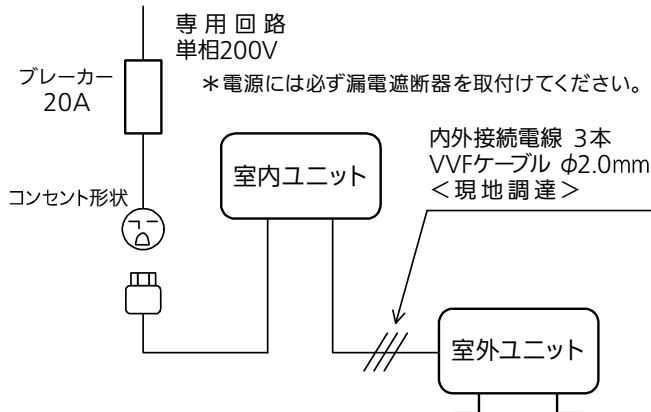 専用回路
単相200V
＊電源には必ず漏電遮断器を取付けてください。
ブレーカー
20A
内外接続電線 3本
VVFケーブル φ2.0mm
＜現地調達＞
室内ユニット
コンセント形状
室外ユニット